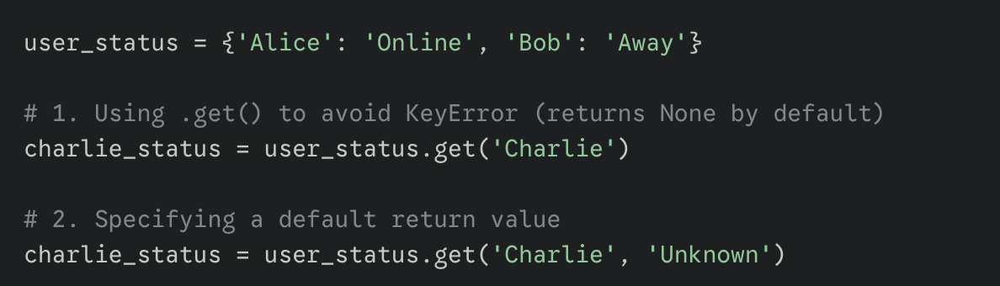 user_status = {'Alice': 'Online', 'Bob': 'Away'}
# 1. Using .get() to avoid KeyError (returns None by default)
charlie_status = user_status.get('Charlie')
# 2. Specifying a default return value
charlie_status = user_status.get('Charlie', 'Unknown')